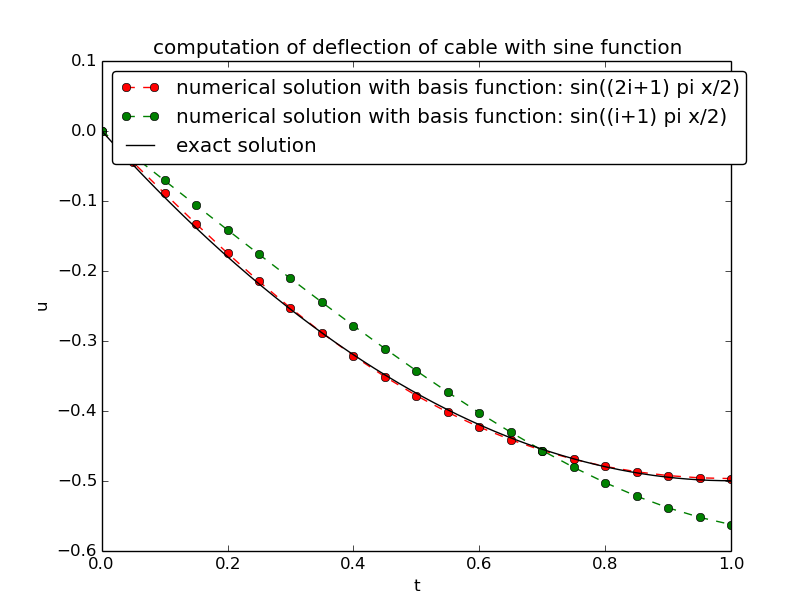 computation of deflection of cable with sine function
0.1
numerical solution with basis function: sin((2i+1) pi x/2)
numerical solution with basis function: sin((i+1) pi x/2)
exact solution
0.0
−0.1
−0.2
−0.3
−0.4
−0.5
−0.6
u
0.0 0.2 0.4 0.6 0.8 1.0
t